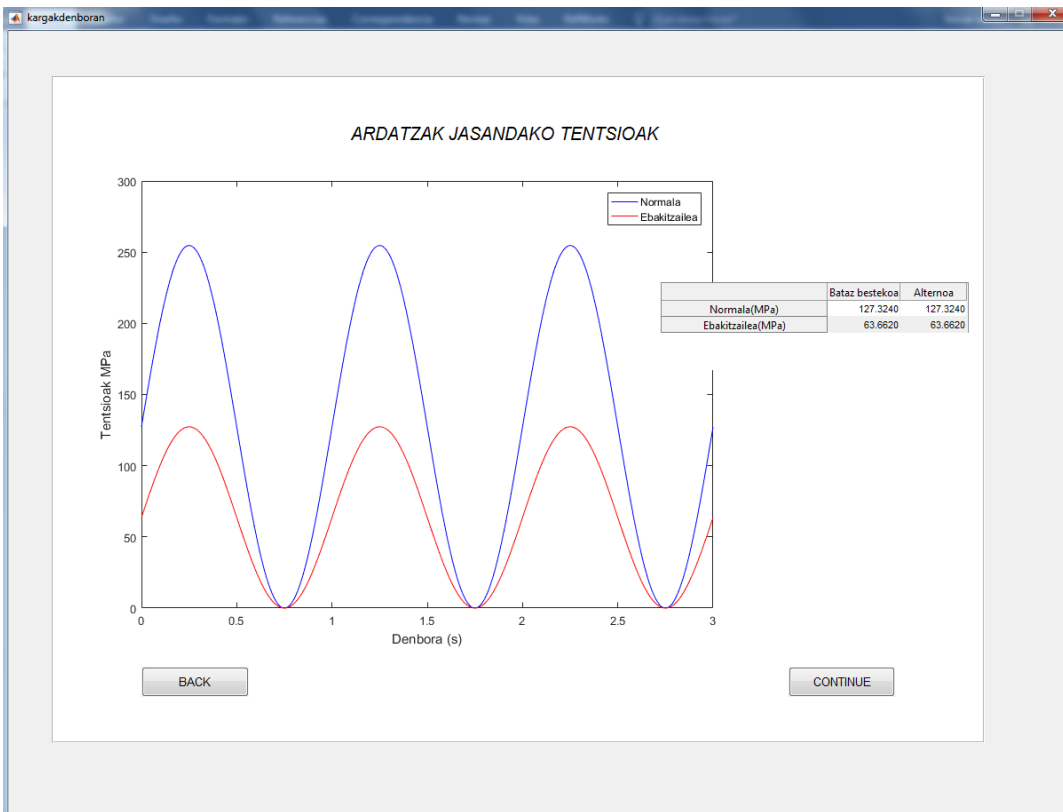 kargakdenboran
ARDATZAK JASANDAKO TENTSIOAK
300
250
200
150
100
50
0
Tentsioak MPa
0 0.5 1 1.5 2 2.5 3
Denbora (s)
Normala
Ebakitzailea
Bataz bestekoa Alternoa
Normala(MPa) 127.3240 127.3240
Ebakitzailea(MPa) 63.6620 63.6620
BACK
CONTINUE